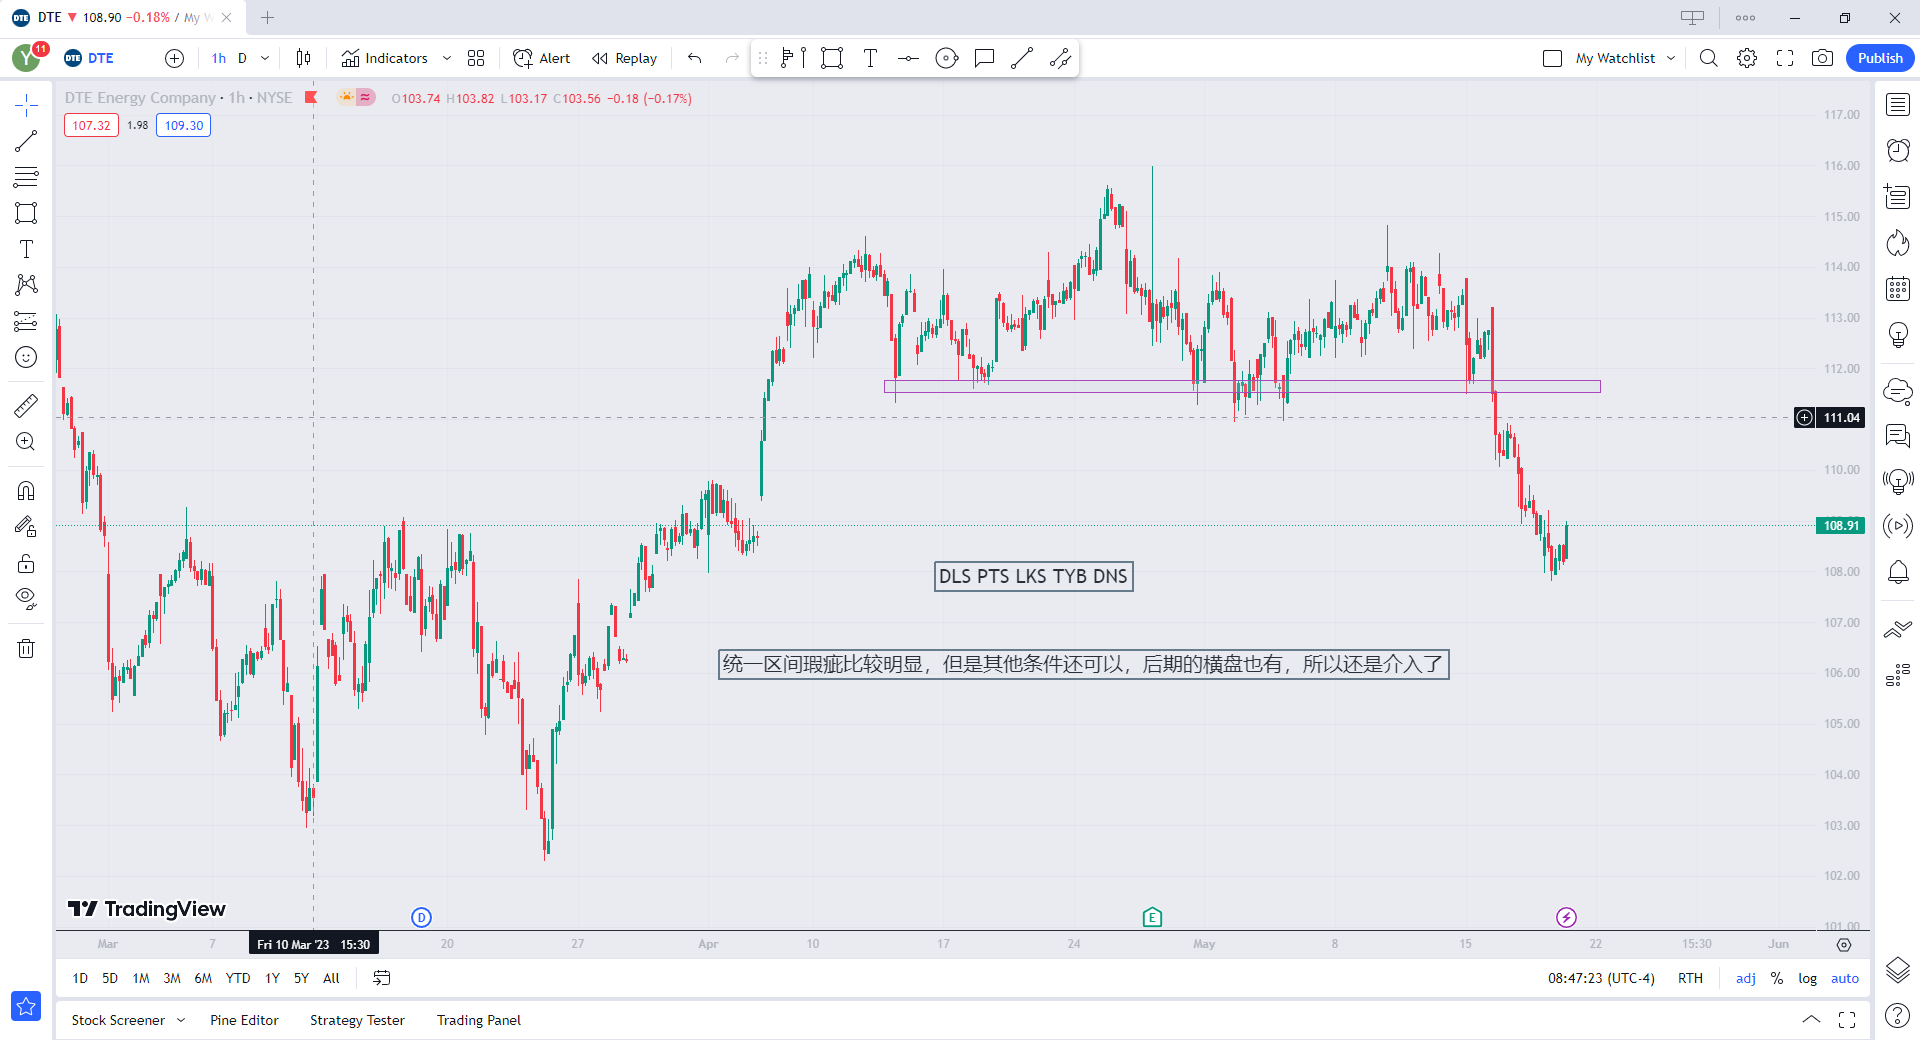 DTE ▼ 108.90 −0.18% / My W
Y 11 DTE 1h D Indicators Alert Replay My Watchlist Publish
DTE Energy Company · 1h · NYSE O103.74 H103.82 L103.17 C103.56 −0.18 (−0.17%)
107.32 1.98 109.30
117.00
116.00
115.00
114.00
113.00
112.00
111.04
110.00
108.91
108.00
107.00
106.00
105.00
104.00
103.00
102.00
101.00
DLS PTS LKS TYB DNS
统一区间瑕疵比较明显，但是其他条件还可以，后期的横盘也有，所以还是介入了
TradingView
D E
Mar 7 Fri 10 Mar '23 15:30 20 27 Apr 10 17 24 May 8 15 22 15:30 Jun
1D 5D 1M 3M 6M YTD 1Y 5Y All 08:47:23 (UTC-4) RTH adj % log auto
Stock Screener Pine Editor Strategy Tester Trading Panel